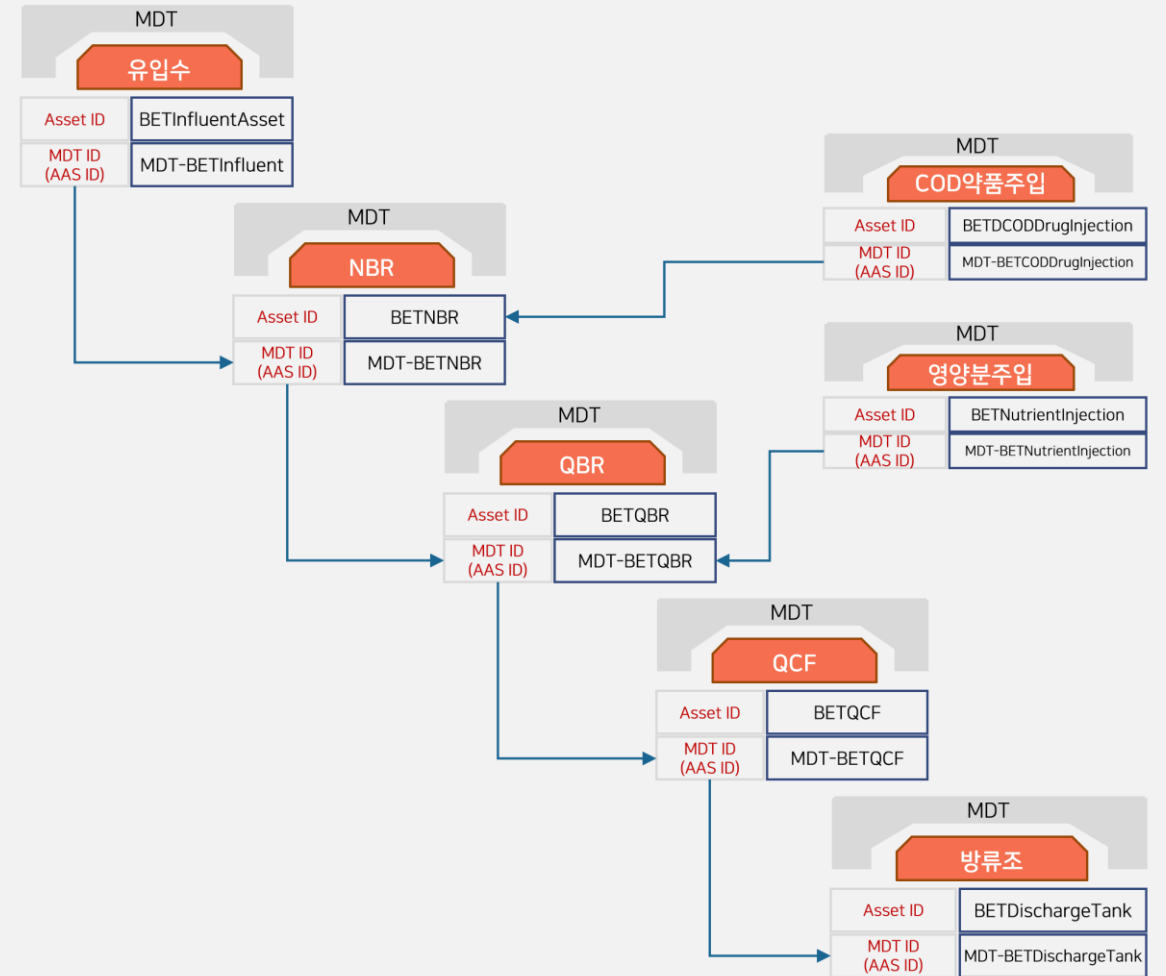 MDT
유입수
Asset ID
BETInfluentAsset
MDT ID
(AAS ID)
MDT-BETInfluent
MDT
COD약품주입
Asset ID
BETDCODDrugInjection
MDT ID
(AAS ID)
MDT-BETCODDrugInjection
MDT
NBR
Asset ID
BETNBR
MDT ID
(AAS ID)
MDT-BETNBR
MDT
영양분주입
Asset ID
BETNutrientInjection
MDT ID
(AAS ID)
MDT-BETNutrientInjection
MDT
QBR
Asset ID
BETQBR
MDT ID
(AAS ID)
MDT-BETQBR
MDT
QCF
Asset ID
BETQCF
MDT ID
(AAS ID)
MDT-BETQCF
MDT
방류조
Asset ID
BETDischargeTank
MDT ID
(AAS ID)
MDT-BETDischargeTank